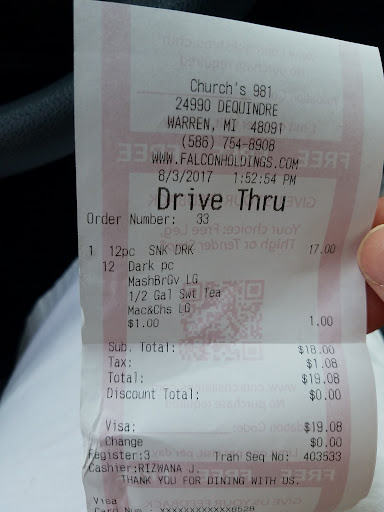 Church's 981
24990 DEQUINDRE
WARREN, MI 48091
(586) 754-8908
WWW.FALCONHOLDINGS.COM
8/3/2017 1:52:54 PM
Drive Thru
Order Number: 33
1 12pc SNK DRK 17.00
12 Dark pc
MashBrGv LG
1/2 Gal Swt Tea
Mac&Chs LG
$1.00 1.00
Sub. Total: $18.00
Tax: $1.08
Total: $19.08
Discount Total: $0.00
Visa: $19.08
Change $0.00
Register:3 Tran Seq No: 403533
Cashier:RIZWANA J.
THANK YOU FOR DINING WITH US.
Visa
Card Num : XXXXXXXXXXXX6528